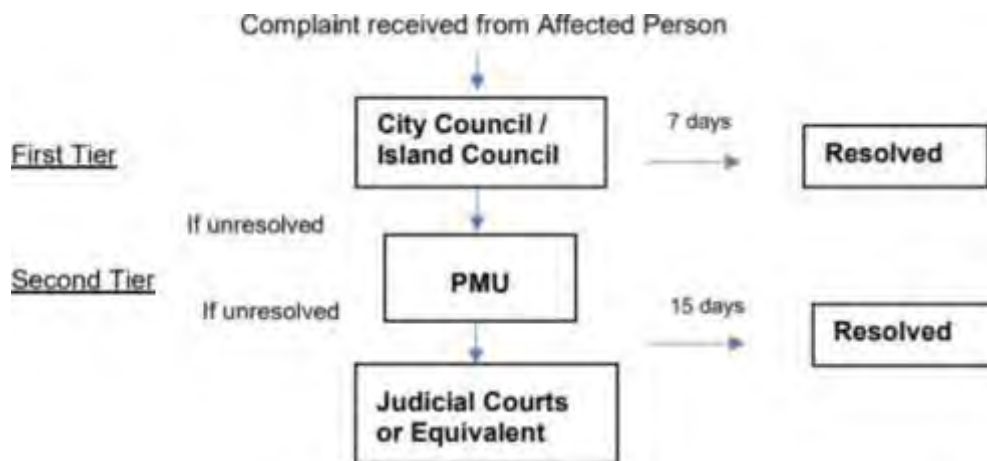 Complaint received from Affected Person
City Council /
Island Council
7 days
Resolved
First Tier
If unresolved
Second Tier
PMU
If unresolved
15 days
Resolved
Judicial Courts
or Equivalent